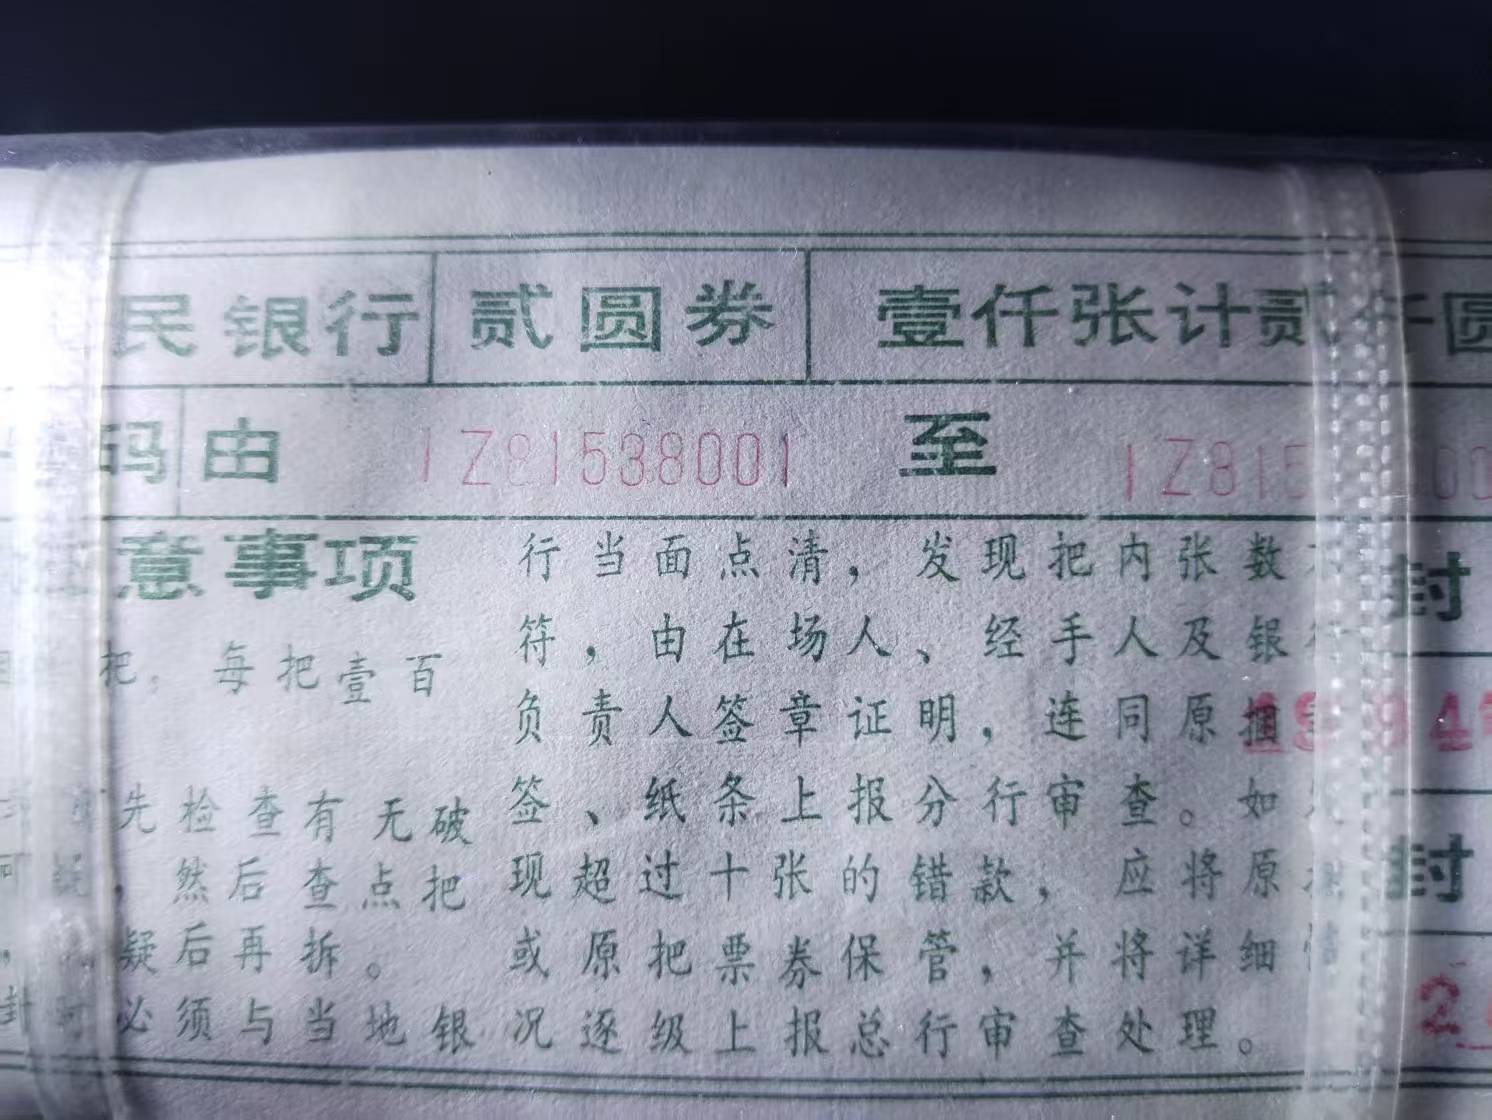 民银行 贰圆券 壹仟张计贰仟圆
码 由 IZ81538001 至 IZ815
意事项
把，每把壹百
先检查有无破
然后查点把
疑后再拆。
必须与当地银
行当面点清，发现把内张数
符，由在场人、经手人及银
负责人签章证明，连同原捆
签、纸条上报分行审查。如
现超过十张的错款，应将原
或原把票券保管，并将详细
况逐级上报总行审查处理。
封
封
2